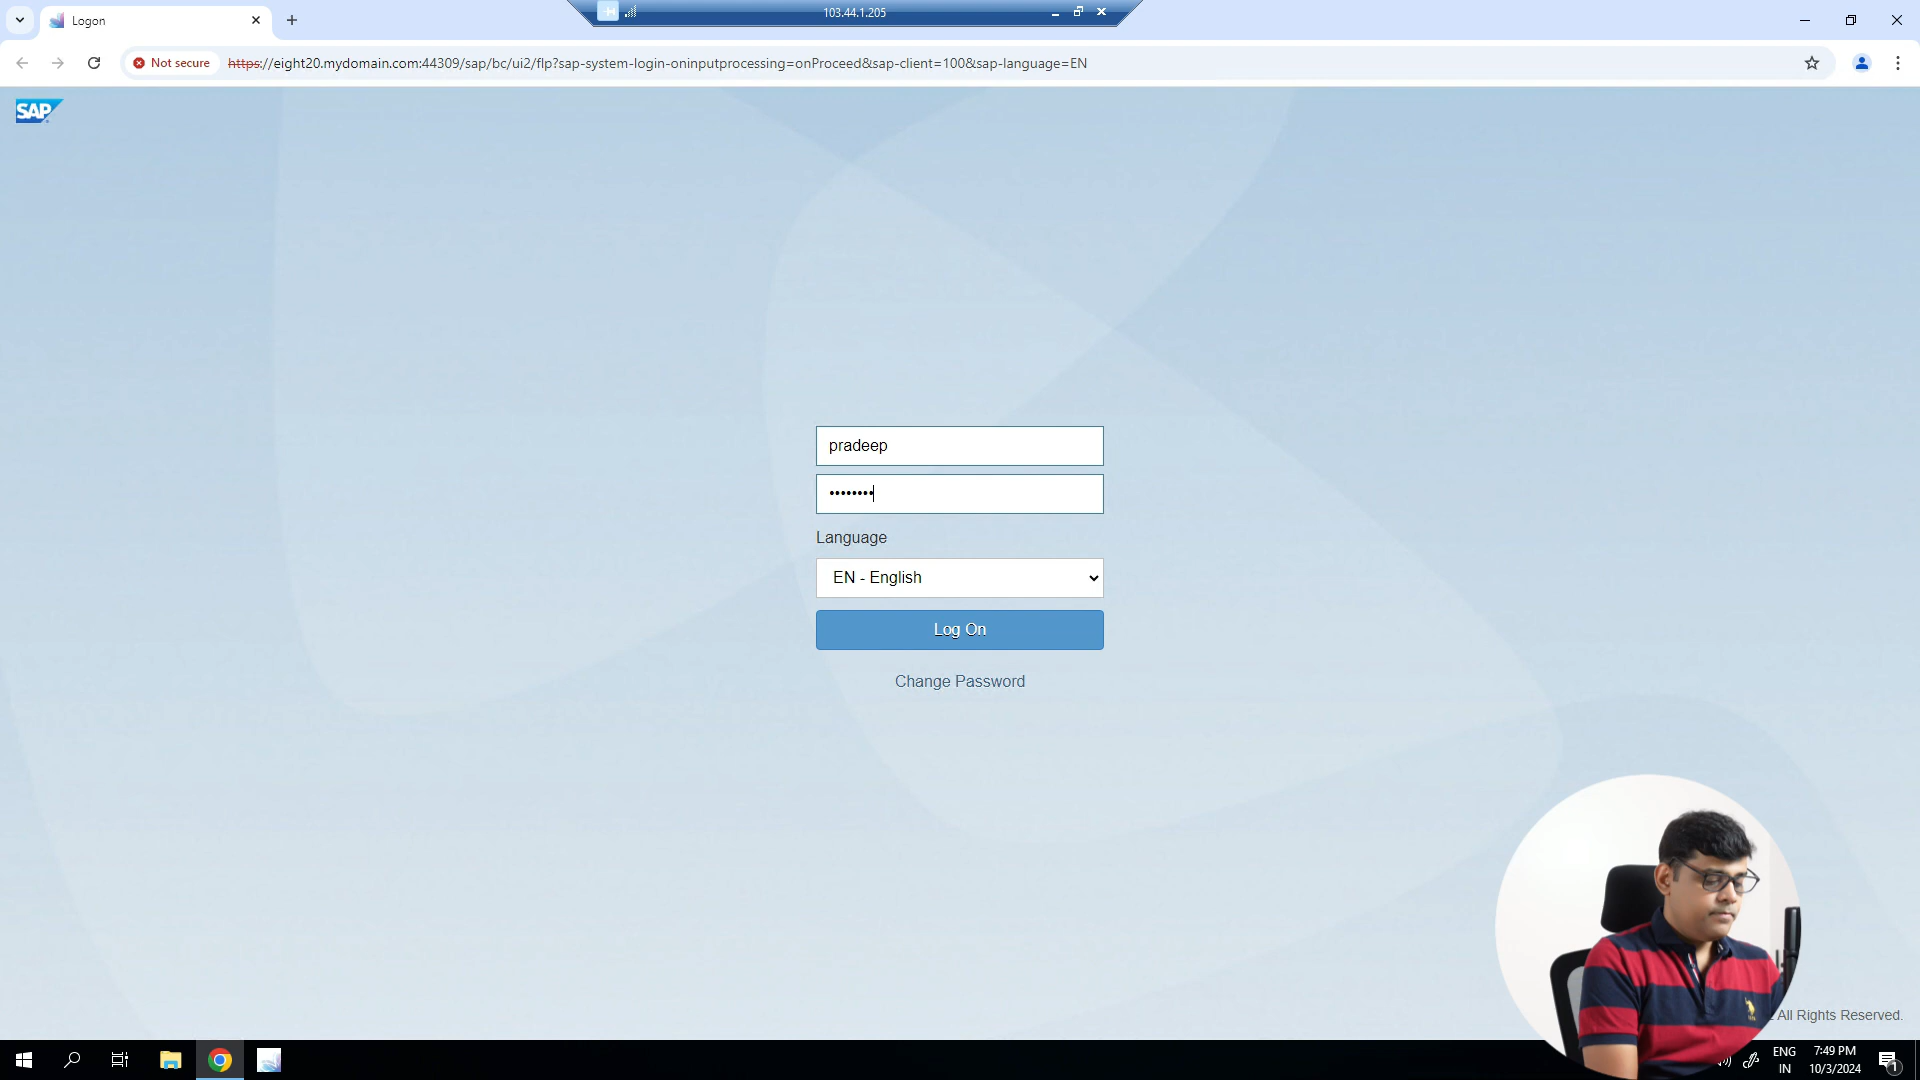 Logon
103.44.1.205
Not secure
https://eight20.mydomain.com:44309/sap/bc/ui2/flp?sap-system-login-oninputprocessing=onProceed&sap-client=100&sap-language=EN
SAP
pradeep
••••••••
Language
EN - English
Log On
Change Password
All Rights Reserved.
ENG
7:49 PM
IN
10/3/2024
1